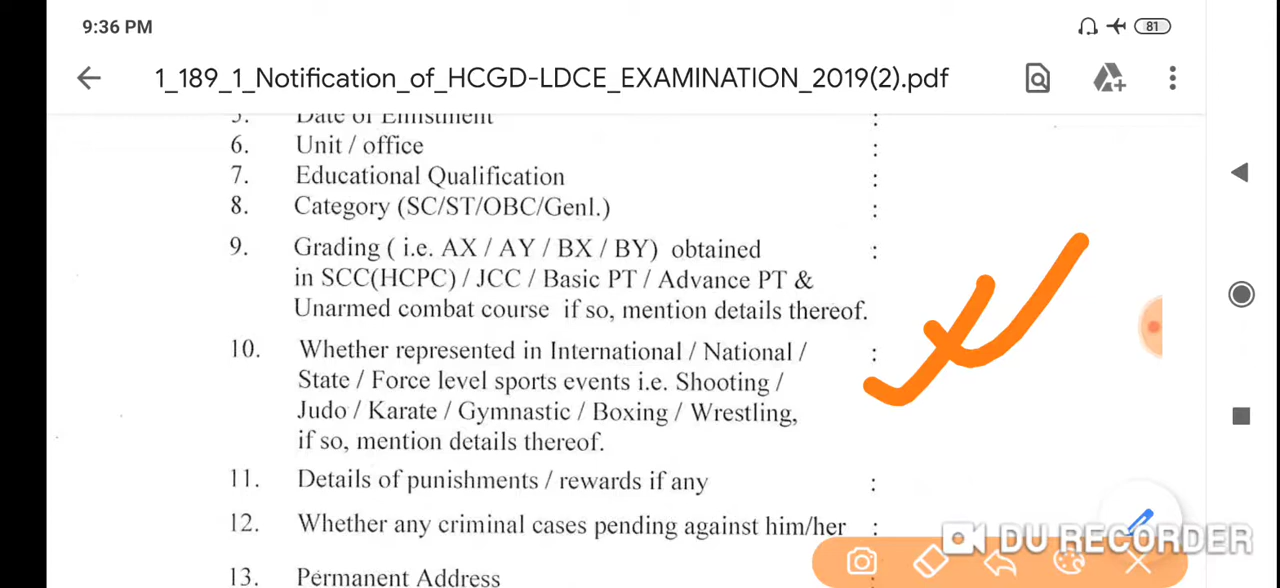 9:36 PM
81
1_189_1_Notification_of_HCGD-LDCE_EXAMINATION_2019(2).pdf
5. Date of Enlistment :
6. Unit / office :
7. Educational Qualification :
8. Category (SC/ST/OBC/Genl.) :
9. Grading ( i.e. AX / AY / BX / BY) obtained :
in SCC(HCPC) / JCC / Basic PT / Advance PT &
Unarmed combat course if so, mention details thereof.
10. Whether represented in International / National / :
State / Force level sports events i.e. Shooting /
Judo / Karate / Gymnastic / Boxing / Wrestling,
if so, mention details thereof.
11. Details of punishments / rewards if any :
12. Whether any criminal cases pending against him/her :
13. Permanent Address
DU RECORDER